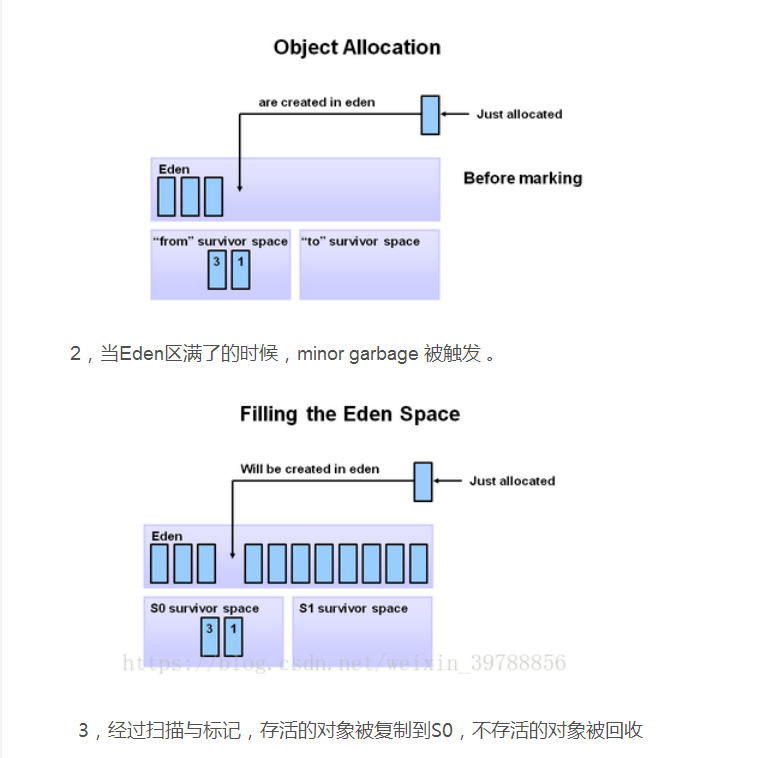 Object Allocation
are created in eden
Just allocated
Eden
Before marking
“from” survivor space
“to” survivor space
3 1
2，当Eden区满了的时候，minor garbage 被触发 。
Filling the Eden Space
Will be created in eden
Just allocated
Eden
S0 survivor space
S1 survivor space
3 1
https://blog.csdn.net/weixin_39788856
3，经过扫描与标记，存活的对象被复制到S0，不存活的对象被回收